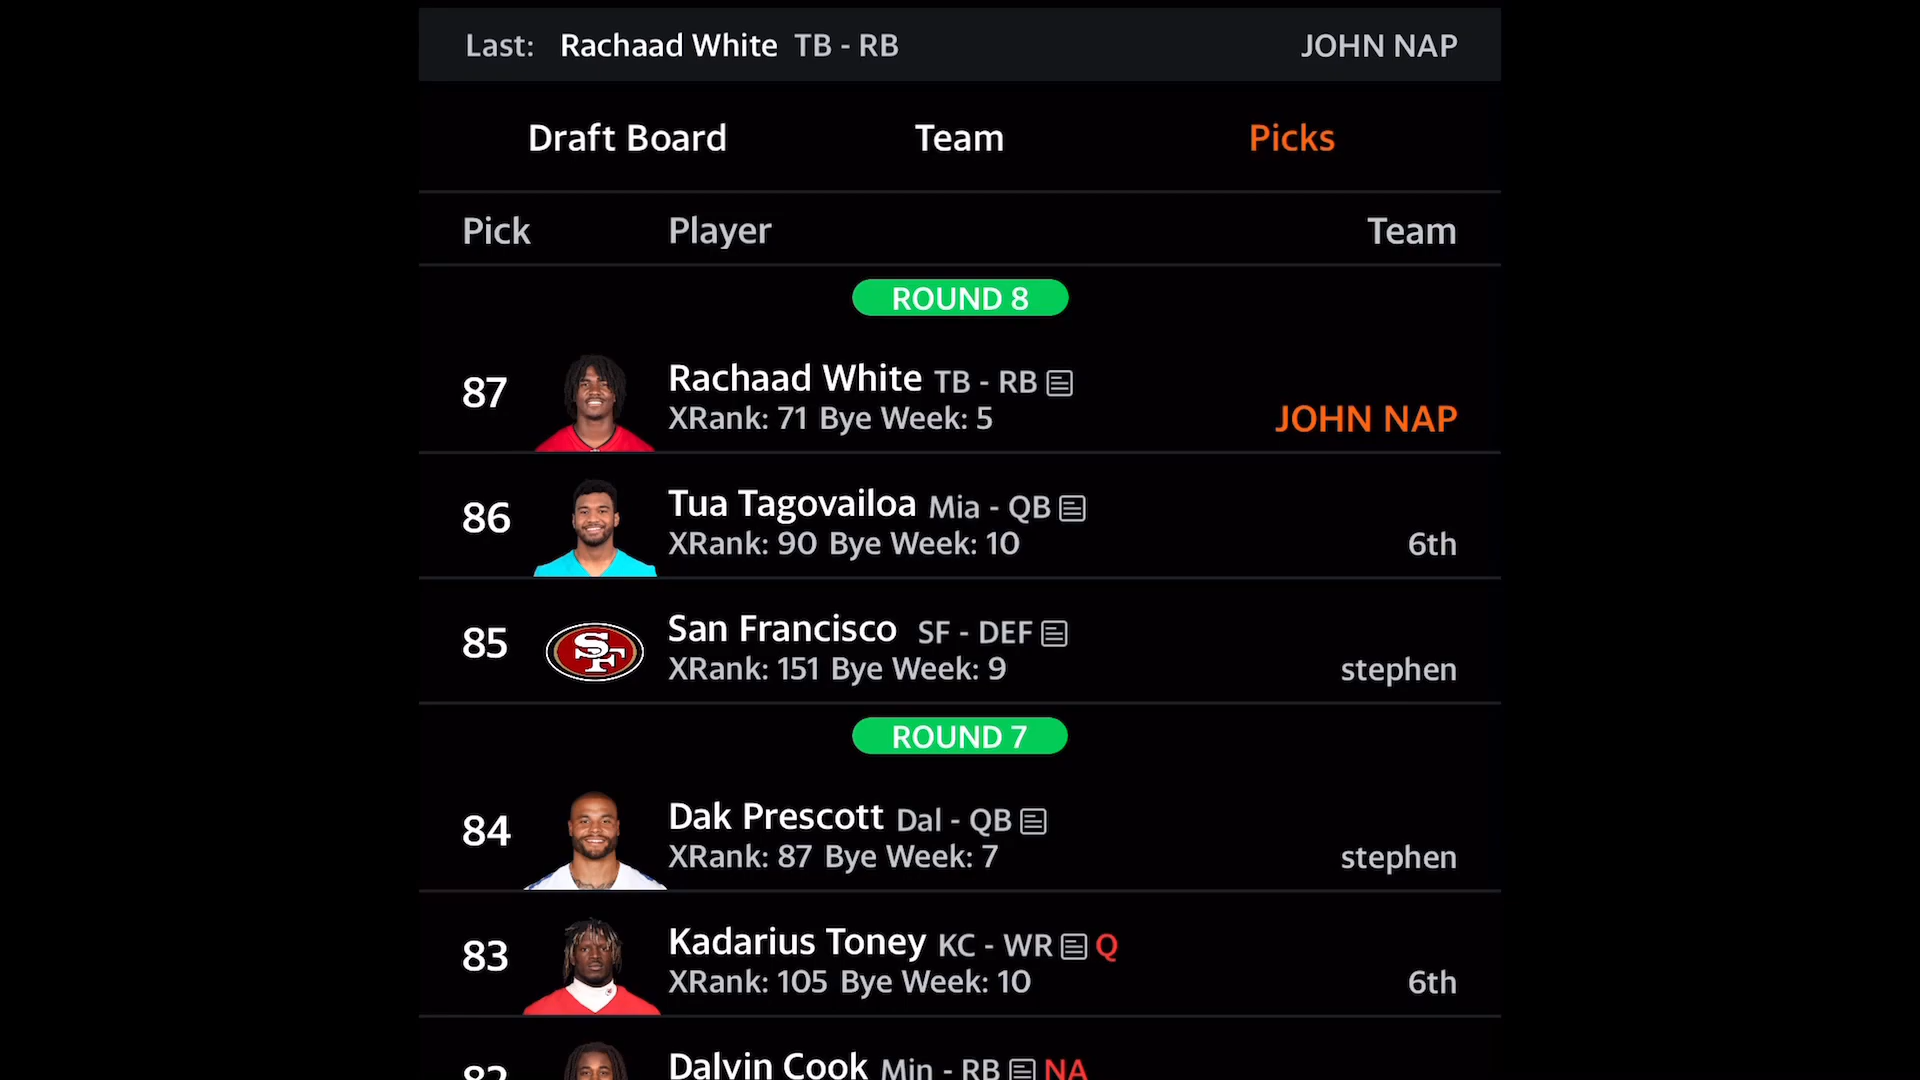 Last: Rachaad White TB - RB JOHN NAP
Draft Board Team Picks
Pick Player Team
ROUND 8
87 Rachaad White TB - RB
XRank: 71 Bye Week: 5 JOHN NAP
86 Tua Tagovailoa Mia - QB
XRank: 90 Bye Week: 10 6th
85 SF San Francisco SF - DEF
XRank: 151 Bye Week: 9 stephen
ROUND 7
84 Dak Prescott Dal - QB
XRank: 87 Bye Week: 7 stephen
83 Kadarius Toney KC - WR Q
XRank: 105 Bye Week: 10 6th
82 Dalvin Cook Min - RB NA